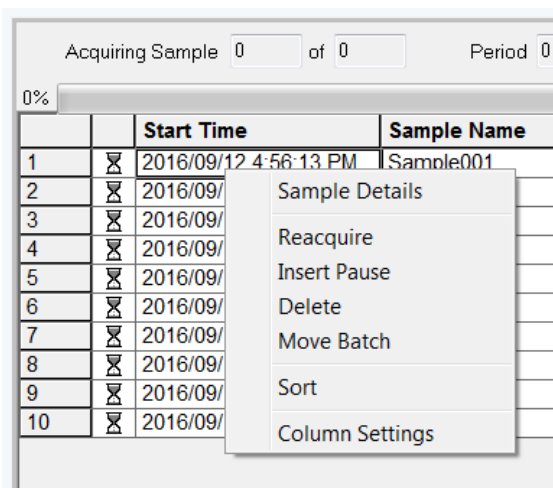 Acquiring Sample 0 of 0 Period 0
0%
Start Time Sample Name
1 2016/09/12 4:56:13 PM Sample001
2 2016/09/ Sample Details
3 2016/09/
4 2016/09/ Reacquire
5 2016/09/ Insert Pause
6 2016/09/ Delete
7 2016/09/ Move Batch
8 2016/09/
9 2016/09/ Sort
10 2016/09/ Column Settings